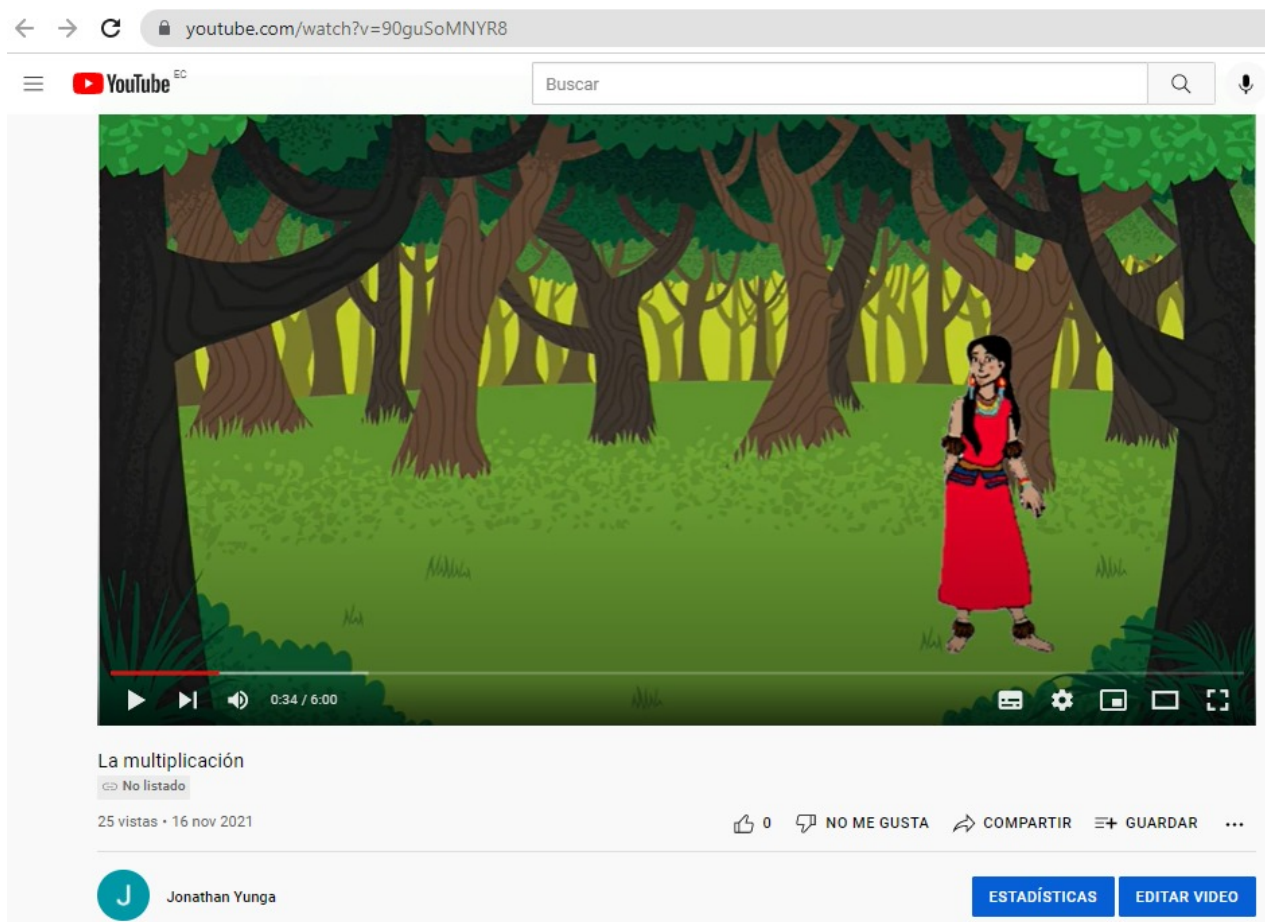 youtube.com/watch?v=90guSoMNYR8
YouTube EC
Buscar
0:34 / 6:00
La multiplicación
No listado
25 vistas • 16 nov 2021
0 NO ME GUSTA COMPARTIR GUARDAR
J Jonathan Yunga
ESTADÍSTICAS EDITAR VIDEO